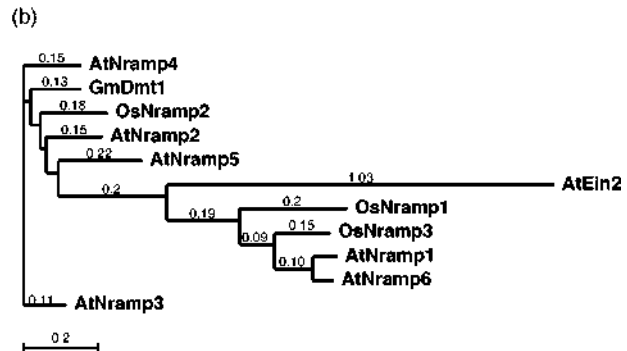 (b)
0.15
AtNramp4
0.13
GmDmt1
0.18
OsNramp2
0.15
AtNramp2
0.22
AtNramp5
0.2
1.03
AtEin2
0.2
OsNramp1
0.19
0.15
OsNramp3
0.09
AtNramp1
0.10
AtNramp6
0.11
AtNramp3
0.2